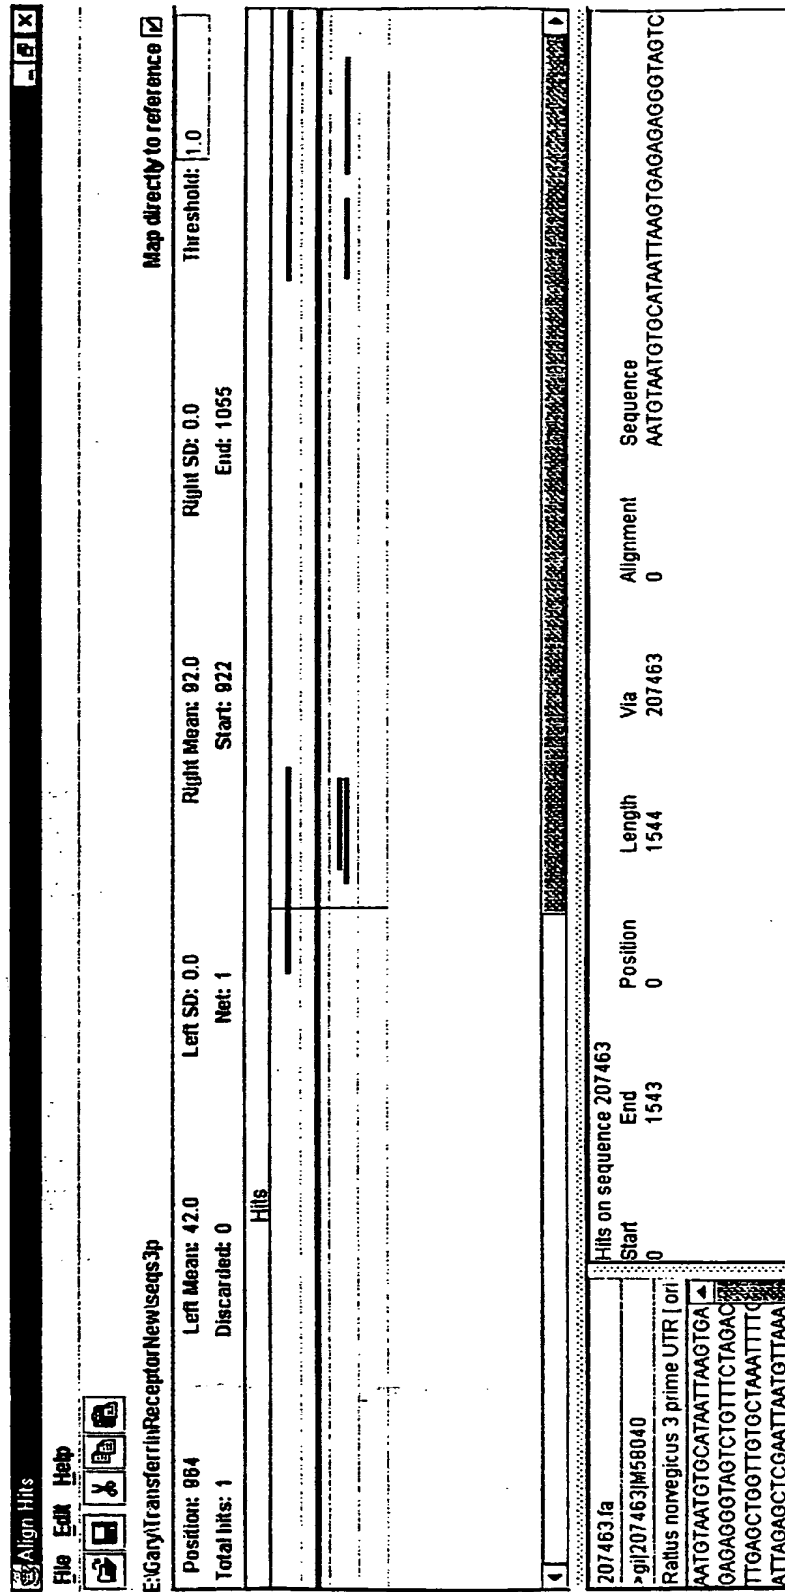 Align Hits
File Edit Help
E:\Gary\TransferrinReceptorNew\seqs3p
Map directly to reference
Position: 964 Left Mean: 42.0 Left SD: 0.0 Right Mean: 92.0 Right SD: 0.0 Threshold: 1.0
Total hits: 1 Discarded: 0 Net: 1 Start: 922 End: 1055
Hits
207463.fa
>gi|207463|M58040
Rattus norvegicus 3 prime UTR [ori
AATGTAATGTGCATAATTAAGTGA
GAGAGGGTAGTCTGTTTCTAGAC
TTGAGCTGGTTGTGCTAAATTTTG
ATTAGAGCTCGAATTAATGTTAAA
Hits on sequence 207463
Start End Position Length Via Alignment Sequence
0 1543 0 1544 207463 0 AATGTAATGTGCATAATTAAGTGAGAGAGGGTAGTC